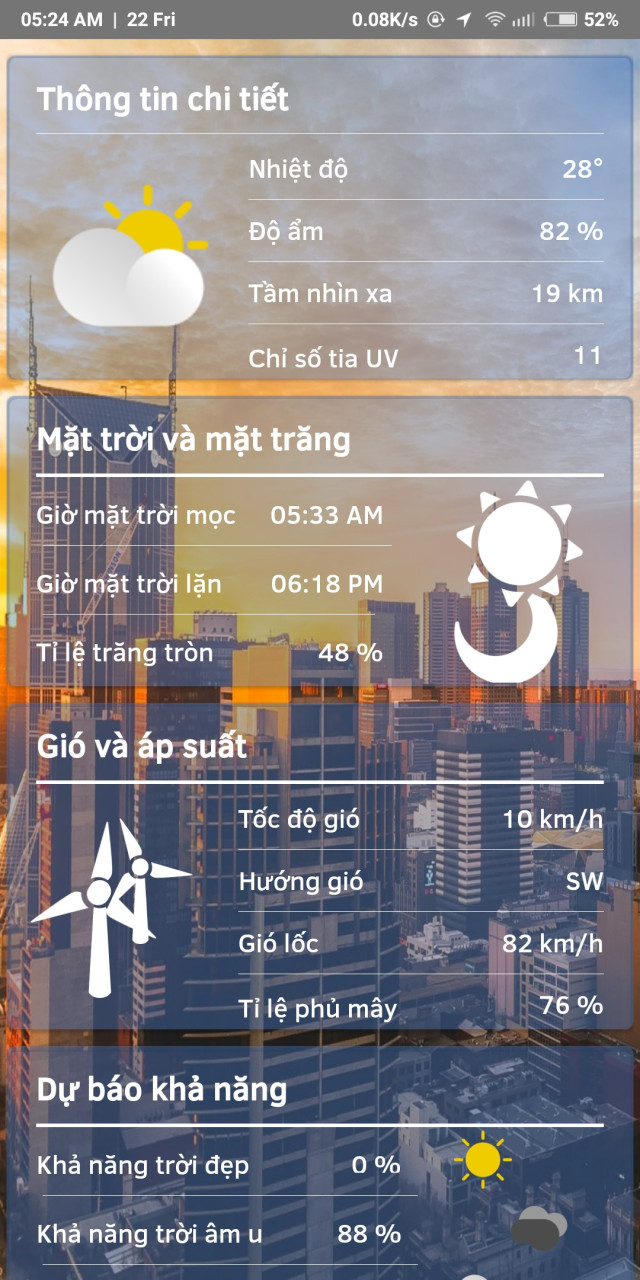 05:24 AM | 22 Fri 0.08K/s 52%
Thông tin chi tiết
Nhiệt độ 28°
Độ ẩm 82 %
Tầm nhìn xa 19 km
Chỉ số tia UV 11
Mặt trời và mặt trăng
Giờ mặt trời mọc 05:33 AM
Giờ mặt trời lặn 06:18 PM
Tỉ lệ trăng tròn 48 %
Gió và áp suất
Tốc độ gió 10 km/h
Hướng gió SW
Gió lốc 82 km/h
Tỉ lệ phủ mây 76 %
Dự báo khả năng
Khả năng trời đẹp 0 %
Khả năng trời âm u 88 %